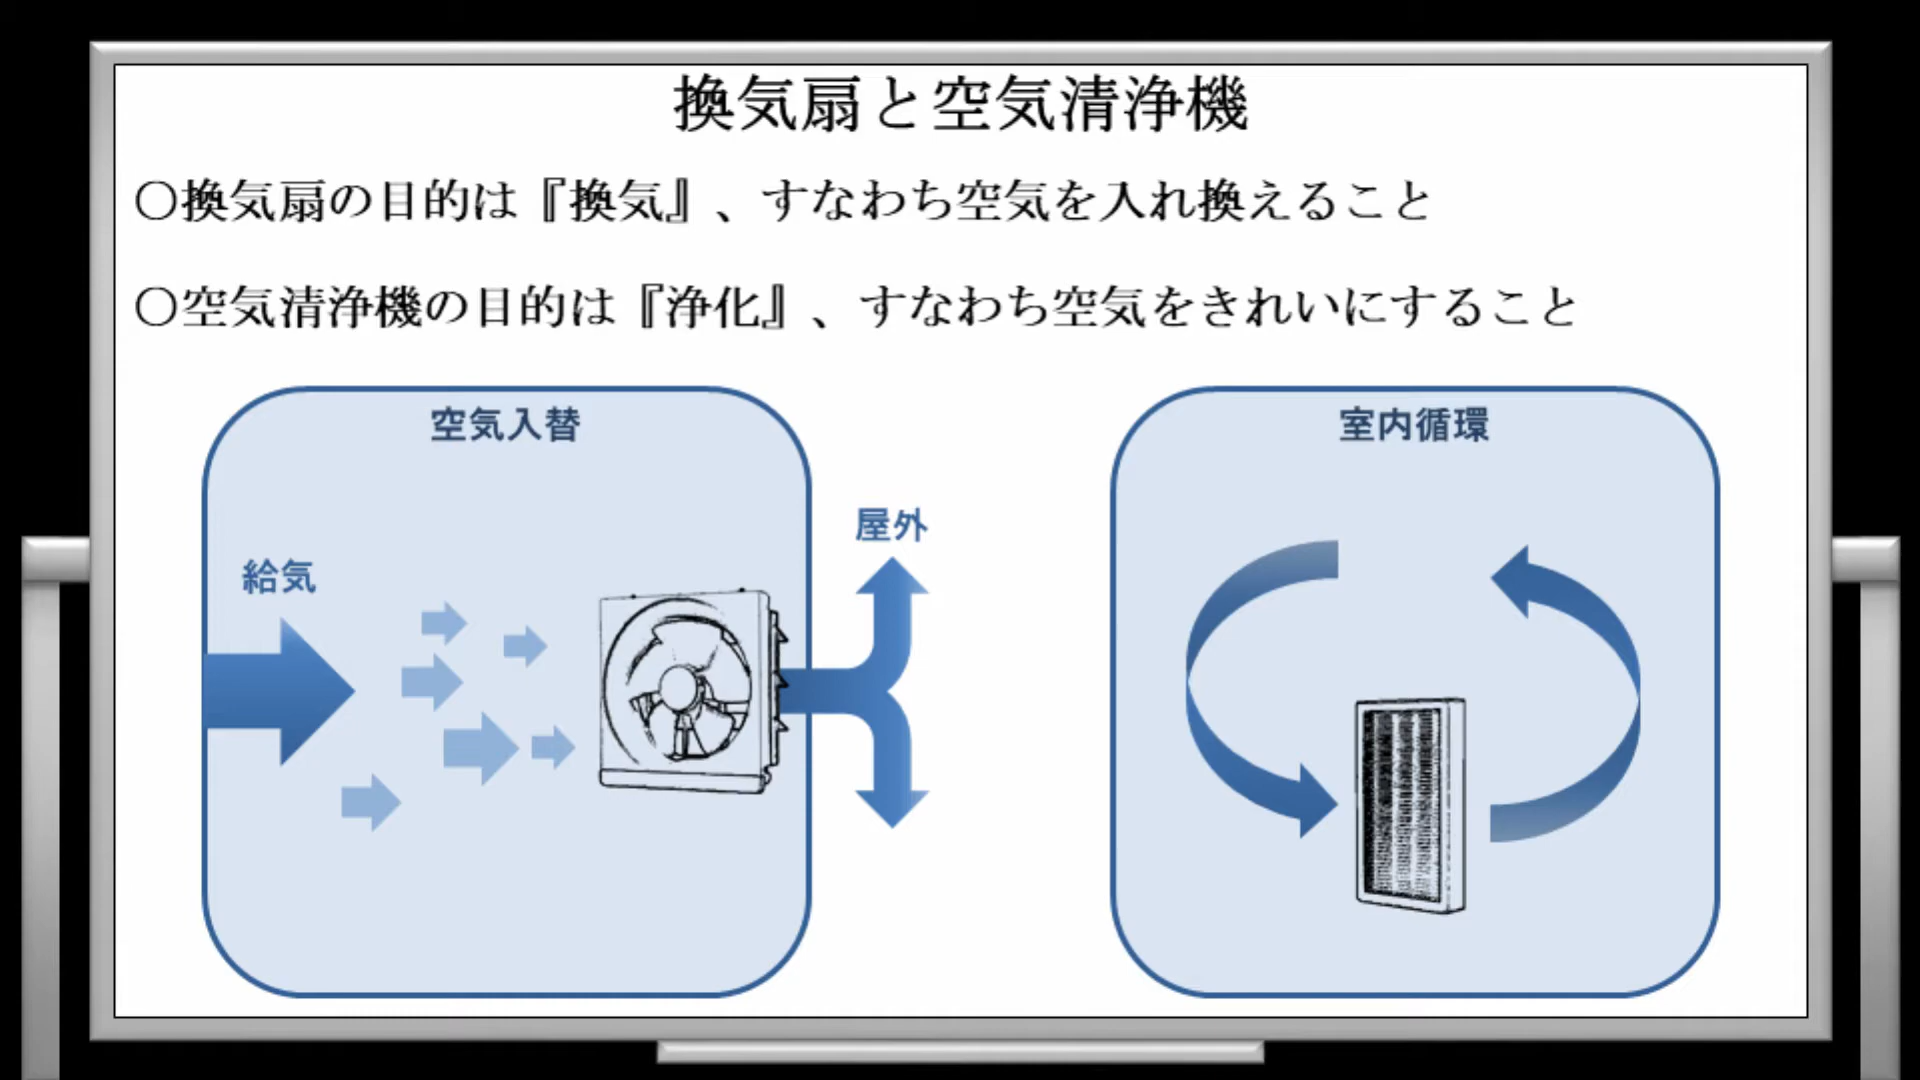 換気扇と空気清浄機
〇換気扇の目的は『換気』、すなわち空気を入れ換えること
〇空気清浄機の目的は『浄化』、すなわち空気をきれいにすること
空気入替
給気
屋外
室内循環